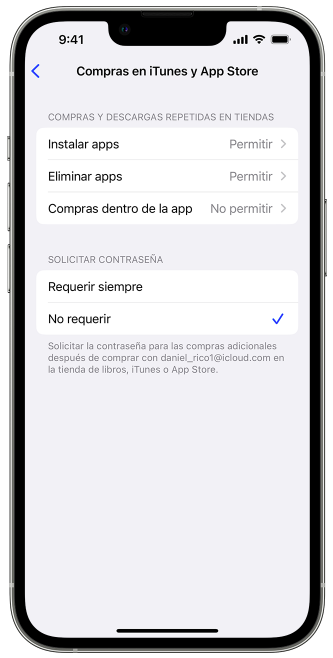 9:41
Compras en iTunes y App Store
COMPRAS Y DESCARGAS REPETIDAS EN TIENDAS
Instalar apps Permitir
Eliminar apps Permitir
Compras dentro de la app No permitir
SOLICITAR CONTRASEÑA
Requerir siempre
No requerir
Solicitar la contraseña para las compras adicionales
después de comprar con daniel_rico1@icloud.com en
la tienda de libros, iTunes o App Store.